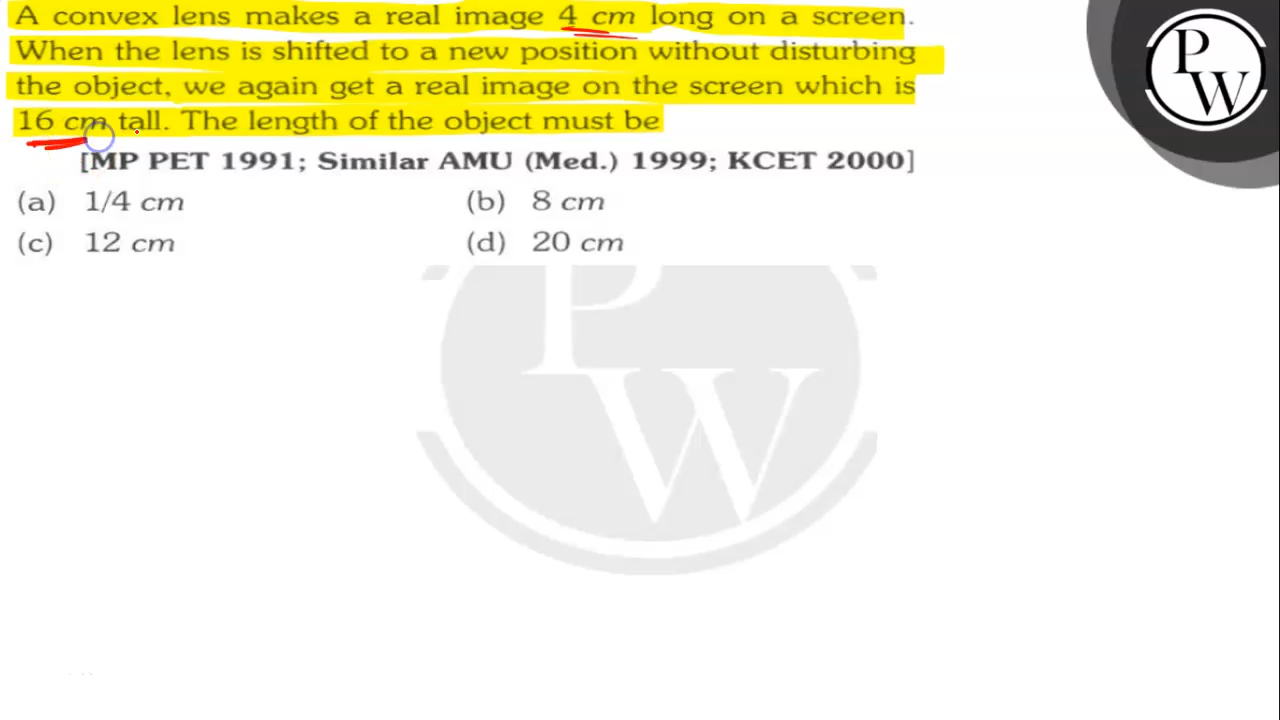 A convex lens makes a real image 4 cm long on a screen.
When the lens is shifted to a new position without disturbing
the object, we again get a real image on the screen which is
16 cm tall. The length of the object must be
[MP PET 1991; Similar AMU (Med.) 1999; KCET 2000]
(a) 1/4 cm (b) 8 cm
(c) 12 cm (d) 20 cm
P
W
P
W